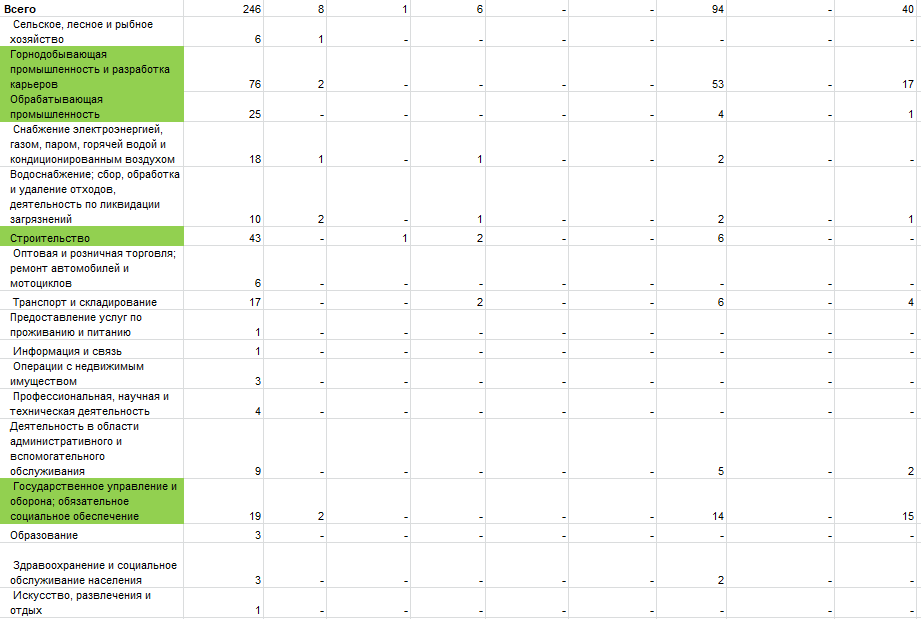 Всего 246 8 1 6 - - 94 - 40
Сельское, лесное и рыбное
хозяйство 6 1 - - - - - - -
Горнодобывающая
промышленность и разработка
карьеров 76 2 - - - - 53 - 17
Обрабатывающая
промышленность 25 - - - - - 4 - 1
Снабжение электроэнергией,
газом, паром, горячей водой и
кондиционированным воздухом 18 1 - 1 - - 2 - -
Водоснабжение; сбор, обработка
и удаление отходов,
деятельность по ликвидации
загрязнений 10 2 - 1 - - 2 - 1
Строительство 43 - 1 2 - - 6 - -
Оптовая и розничная торговля;
ремонт автомобилей и
мотоциклов 6 - - - - - - - -
Транспорт и складирование 17 - - 2 - - 6 - 4
Предоставление услуг по
проживанию и питанию 1 - - - - - - - -
Информация и связь 1 - - - - - - - -
Операции с недвижимым
имуществом 3 - - - - - - - -
Профессиональная, научная и
техническая деятельность 4 - - - - - - - -
Деятельность в области
административного и
вспомогательного
обслуживания 9 - - - - - 5 - 2
Государственное управление и
оборона; обязательное
социальное обеспечение 19 2 - - - - 14 - 15
Образование 3 - - - - - - - -
Здравоохранение и социальное
обслуживание населения 3 - - - - - 2 - -
Искусство, развлечения и
отдых 1 - - - - - - - -